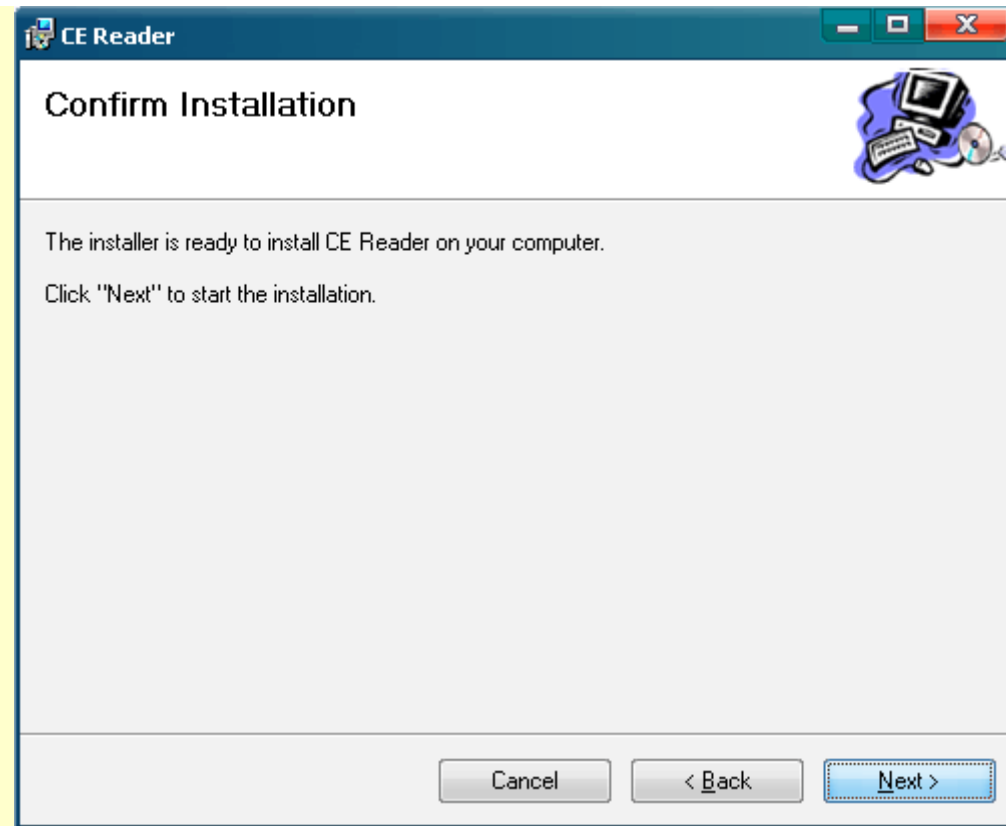 CE Reader
Confirm Installation
The installer is ready to install CE Reader on your computer.
Click "Next" to start the installation.
Cancel
< Back
Next >